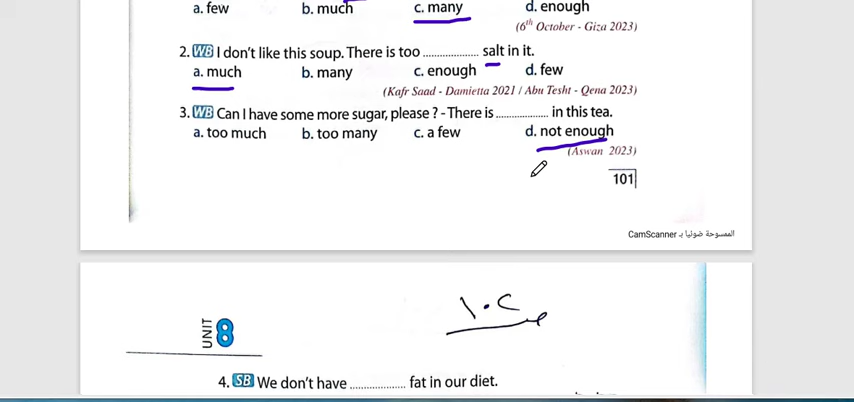 a. few b. much c. many d. enough
(6th October - Giza 2023)
2. WB I don't like this soup. There is too ................... salt in it.
a. much b. many c. enough d. few
(Kafr Saad - Damietta 2021 / Abu Tesht - Qena 2023)
3. WB Can I have some more sugar, please ? - There is .................. in this tea.
a. too much b. too many c. a few d. not enough
(Aswan 2023)
101
الممسوحة ضوئيا بـ CamScanner
صـ ١٠٢
UNIT 8
4. SB We don't have .................. fat in our diet.